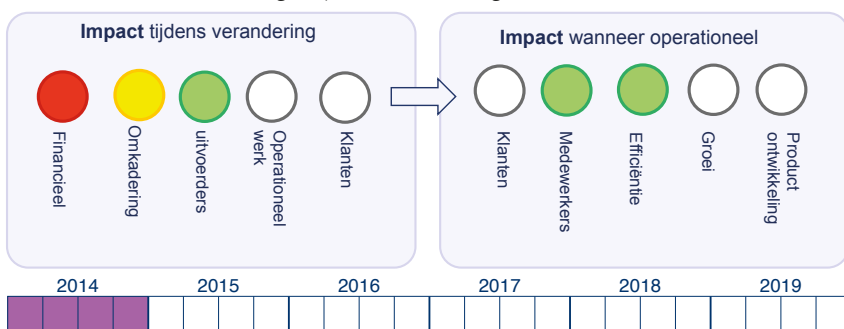 Impact tijdens verandering
Financieel
Omkadering
uitvoerders
Operationeel
werk
Klanten
Impact wanneer operationeel
Klanten
Medewerkers
Efficiëntie
Groei
Product
ontwikkeling
2014 2015 2016 2017 2018 2019